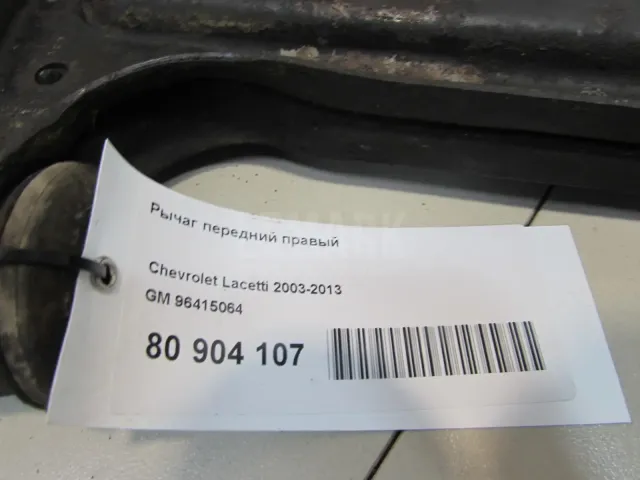 Рычаг передний правый
Chevrolet Lacetti 2003-2013
GM 96415064
80 904 107